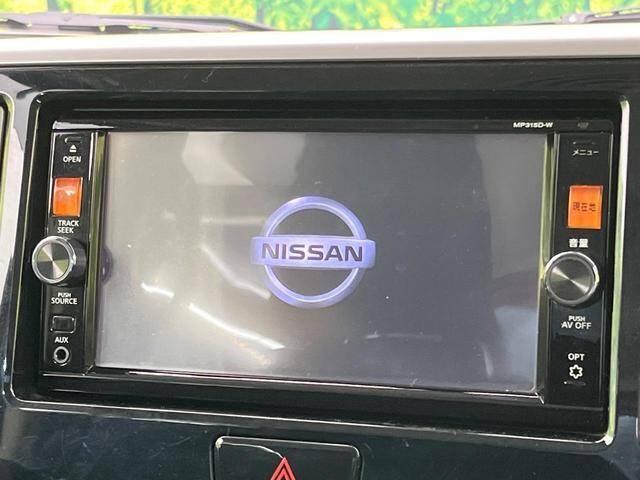 MP315D-W
OPEN
メニュー
現在地
TRACK
SEEK
音量
NISSAN
PUSH
SOURCE
PUSH
AV OFF
AUX
OPT